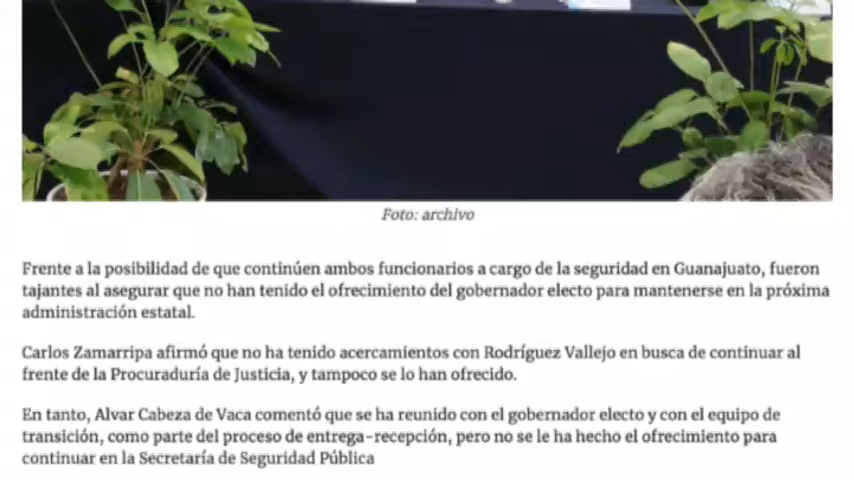 Foto: archivo
Frente a la posibilidad de que continúen ambos funcionarios a cargo de la seguridad en Guanajuato, fueron
tajantes al asegurar que no han tenido el ofrecimiento del gobernador electo para mantenerse en la próxima
administración estatal.
Carlos Zamarripa afirmó que no ha tenido acercamientos con Rodríguez Vallejo en busca de continuar al
frente de la Procuraduría de Justicia, y tampoco se lo han ofrecido.
En tanto, Alvar Cabeza de Vaca comentó que se ha reunido con el gobernador electo y con el equipo de
transición, como parte del proceso de entrega-recepción, pero no se le ha hecho el ofrecimiento para
continuar en la Secretaría de Seguridad Pública